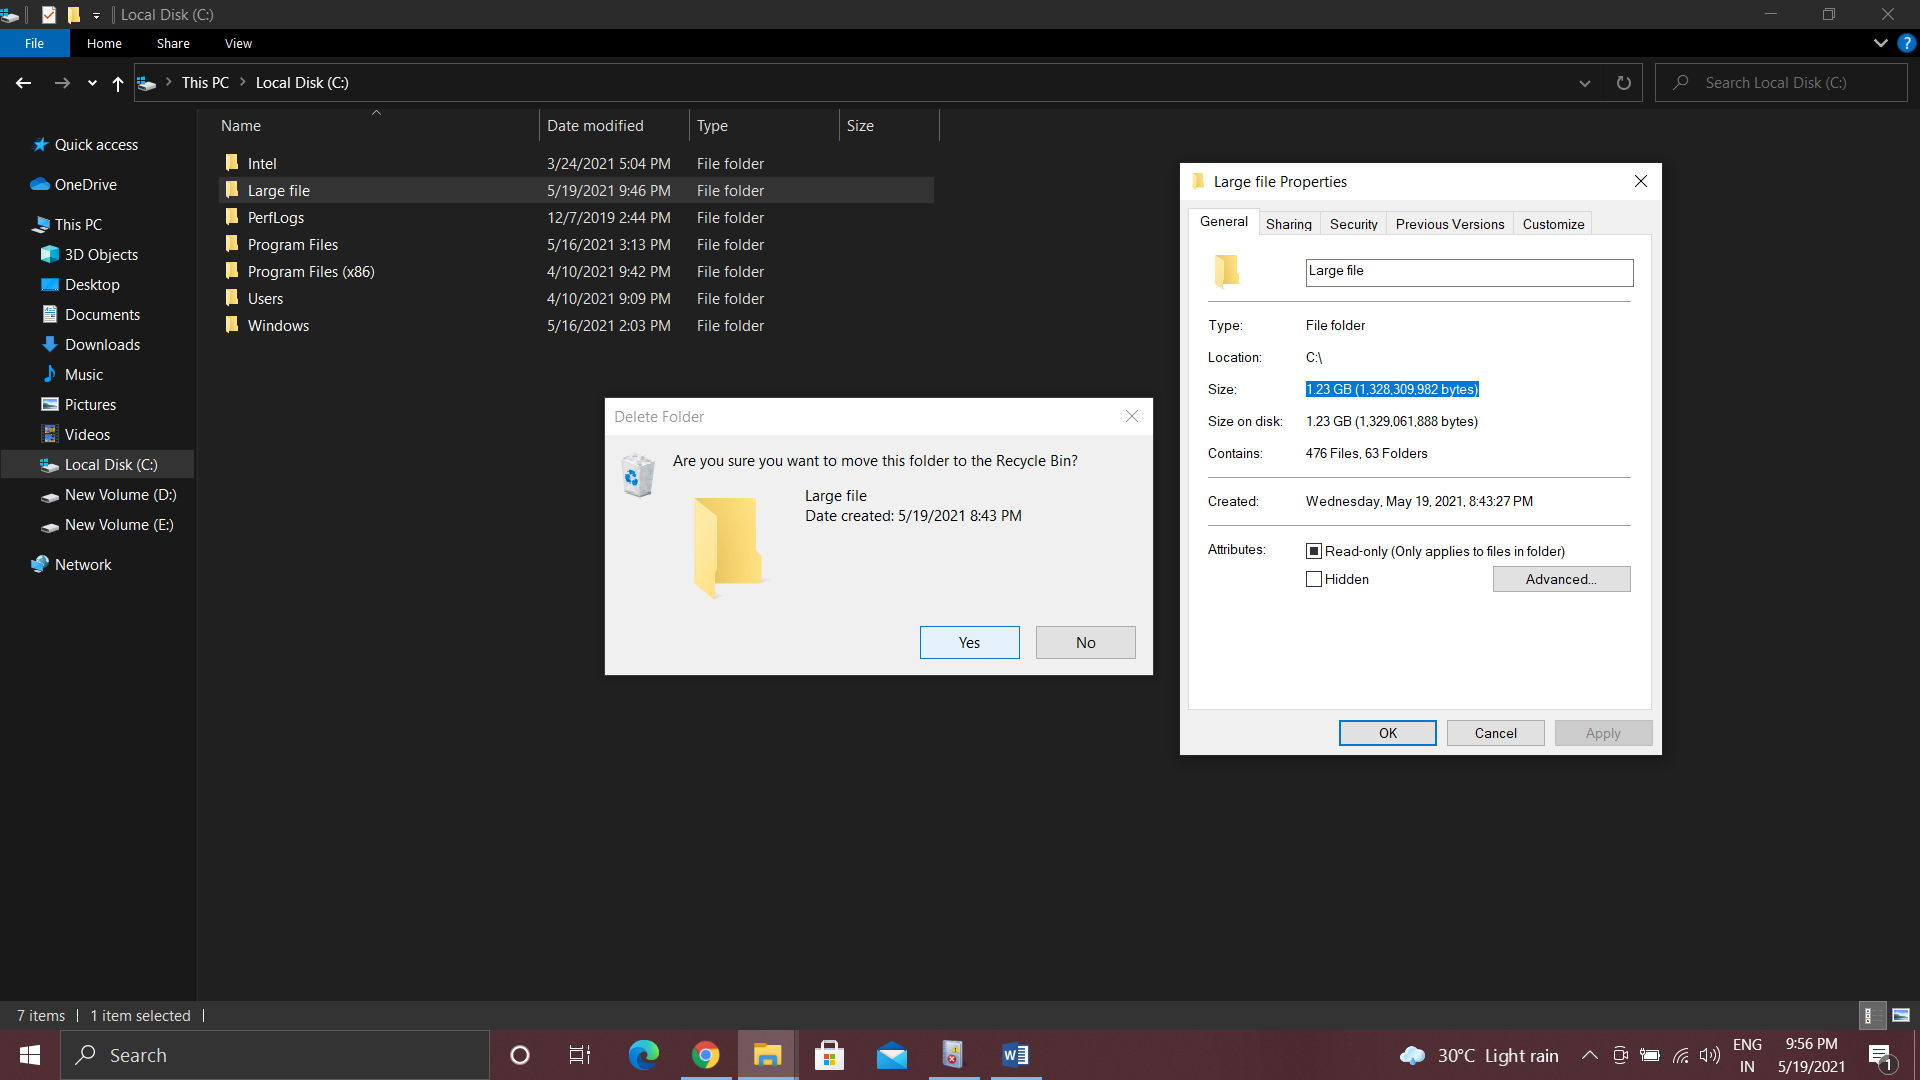 Local Disk (C:)
File Home Share View
This PC Local Disk (C:)
Search Local Disk (C:)
Name Date modified Type Size
Quick access
OneDrive
This PC
3D Objects
Desktop
Documents
Downloads
Music
Pictures
Videos
Local Disk (C:)
New Volume (D:)
New Volume (E:)
Network
Intel 3/24/2021 5:04 PM File folder
Large file 5/19/2021 9:46 PM File folder
PerfLogs 12/7/2019 2:44 PM File folder
Program Files 5/16/2021 3:13 PM File folder
Program Files (x86) 4/10/2021 9:42 PM File folder
Users 4/10/2021 9:09 PM File folder
Windows 5/16/2021 2:03 PM File folder
Delete Folder
Are you sure you want to move this folder to the Recycle Bin?
Large file
Date created: 5/19/2021 8:43 PM
Yes No
Large file Properties
General Sharing Security Previous Versions Customize
Large file
Type: File folder
Location: C:\
Size: 1.23 GB (1,328,309,982 bytes)
Size on disk: 1.23 GB (1,329,061,888 bytes)
Contains: 476 Files, 63 Folders
Created: Wednesday, May 19, 2021, 8:43:27 PM
Attributes: Read-only (Only applies to files in folder)
Hidden Advanced...
OK Cancel Apply
7 items 1 item selected
Search
30°C Light rain
ENG
IN
9:56 PM
5/19/2021
1